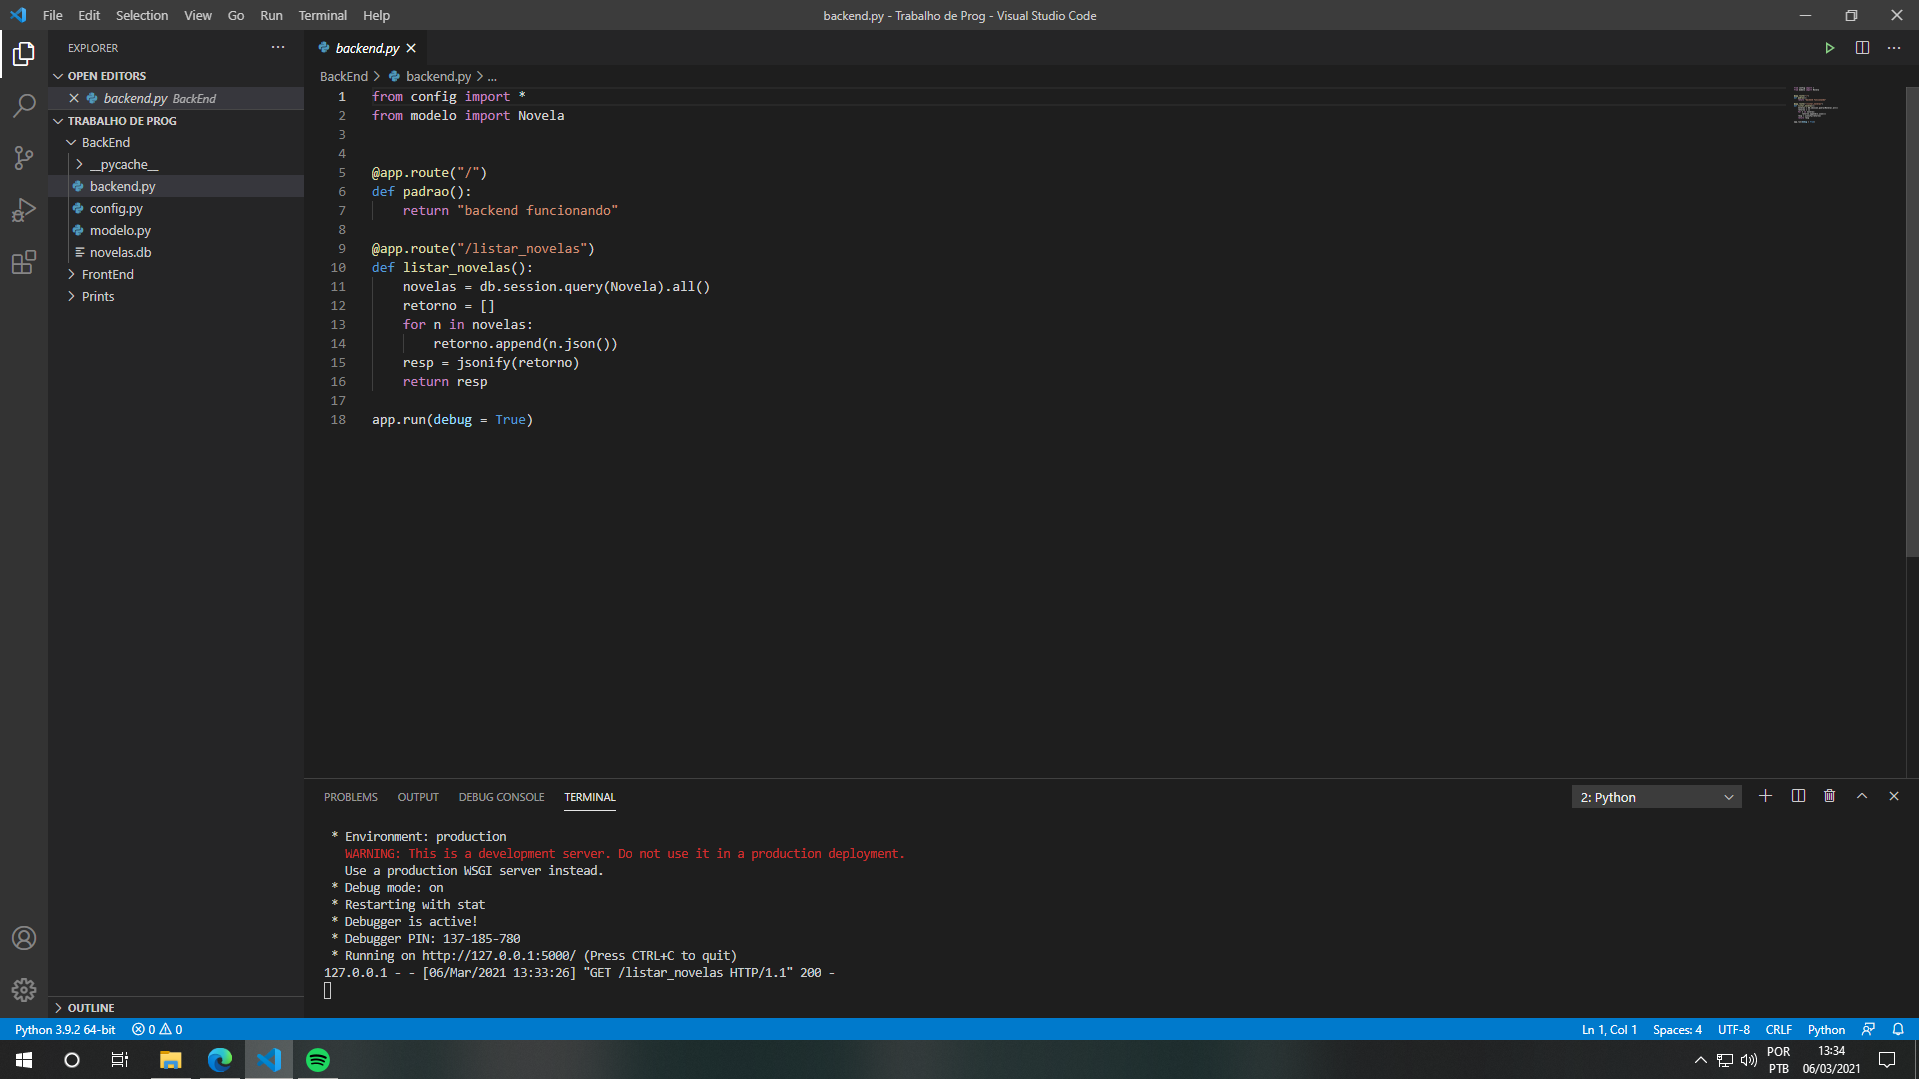 File Edit Selection View Go Run Terminal Help
backend.py - Trabalho de Prog - Visual Studio Code
EXPLORER
OPEN EDITORS
backend.py BackEnd
TRABALHO DE PROG
BackEnd
__pycache__
backend.py
config.py
modelo.py
novelas.db
FrontEnd
Prints
OUTLINE
backend.py
BackEnd > backend.py > ...
1 from config import *
2 from modelo import Novela
3
4
5 @app.route("/")
6 def padrao():
7 return "backend funcionando"
8
9 @app.route("/listar_novelas")
10 def listar_novelas():
11 novelas = db.session.query(Novela).all()
12 retorno = []
13 for n in novelas:
14 retorno.append(n.json())
15 resp = jsonify(retorno)
16 return resp
17
18 app.run(debug = True)
PROBLEMS OUTPUT DEBUG CONSOLE TERMINAL
2: Python
* Environment: production
WARNING: This is a development server. Do not use it in a production deployment.
Use a production WSGI server instead.
* Debug mode: on
* Restarting with stat
* Debugger is active!
* Debugger PIN: 137-185-780
* Running on http://127.0.0.1:5000/ (Press CTRL+C to quit)
127.0.0.1 - - [06/Mar/2021 13:33:26] "GET /listar_novelas HTTP/1.1" 200 -
Python 3.9.2 64-bit 0 0
Ln 1, Col 1 Spaces: 4 UTF-8 CRLF Python
POR
PTB
13:34
06/03/2021